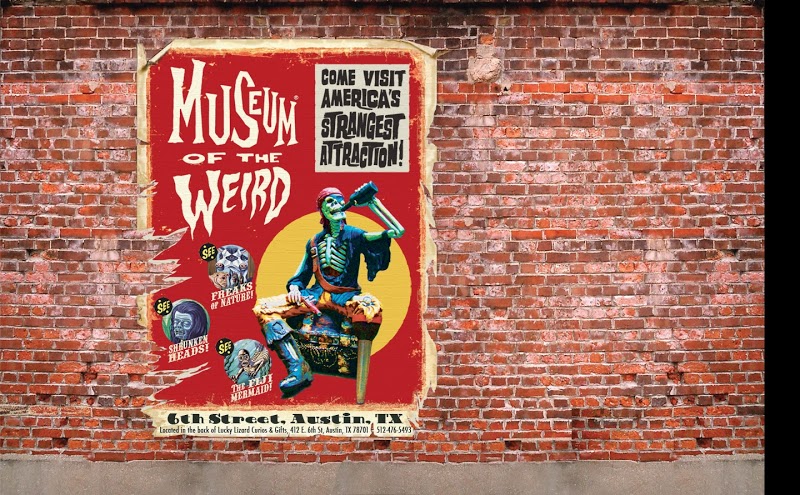 MUSEUM
OF THE
WEIRD
COME VISIT
AMERICA'S
STRANGEST
ATTRACTION!
SEE
FREAKS
OF NATURE!
SEE
SHRUNKEN
HEADS!
SEE
THE FIJI
MERMAID!
6th Street, Austin, TX
Located in the back of Lucky Lizard Curios & Gifts, 412 E. 6th St, Austin, TX 78701 512-476-5493